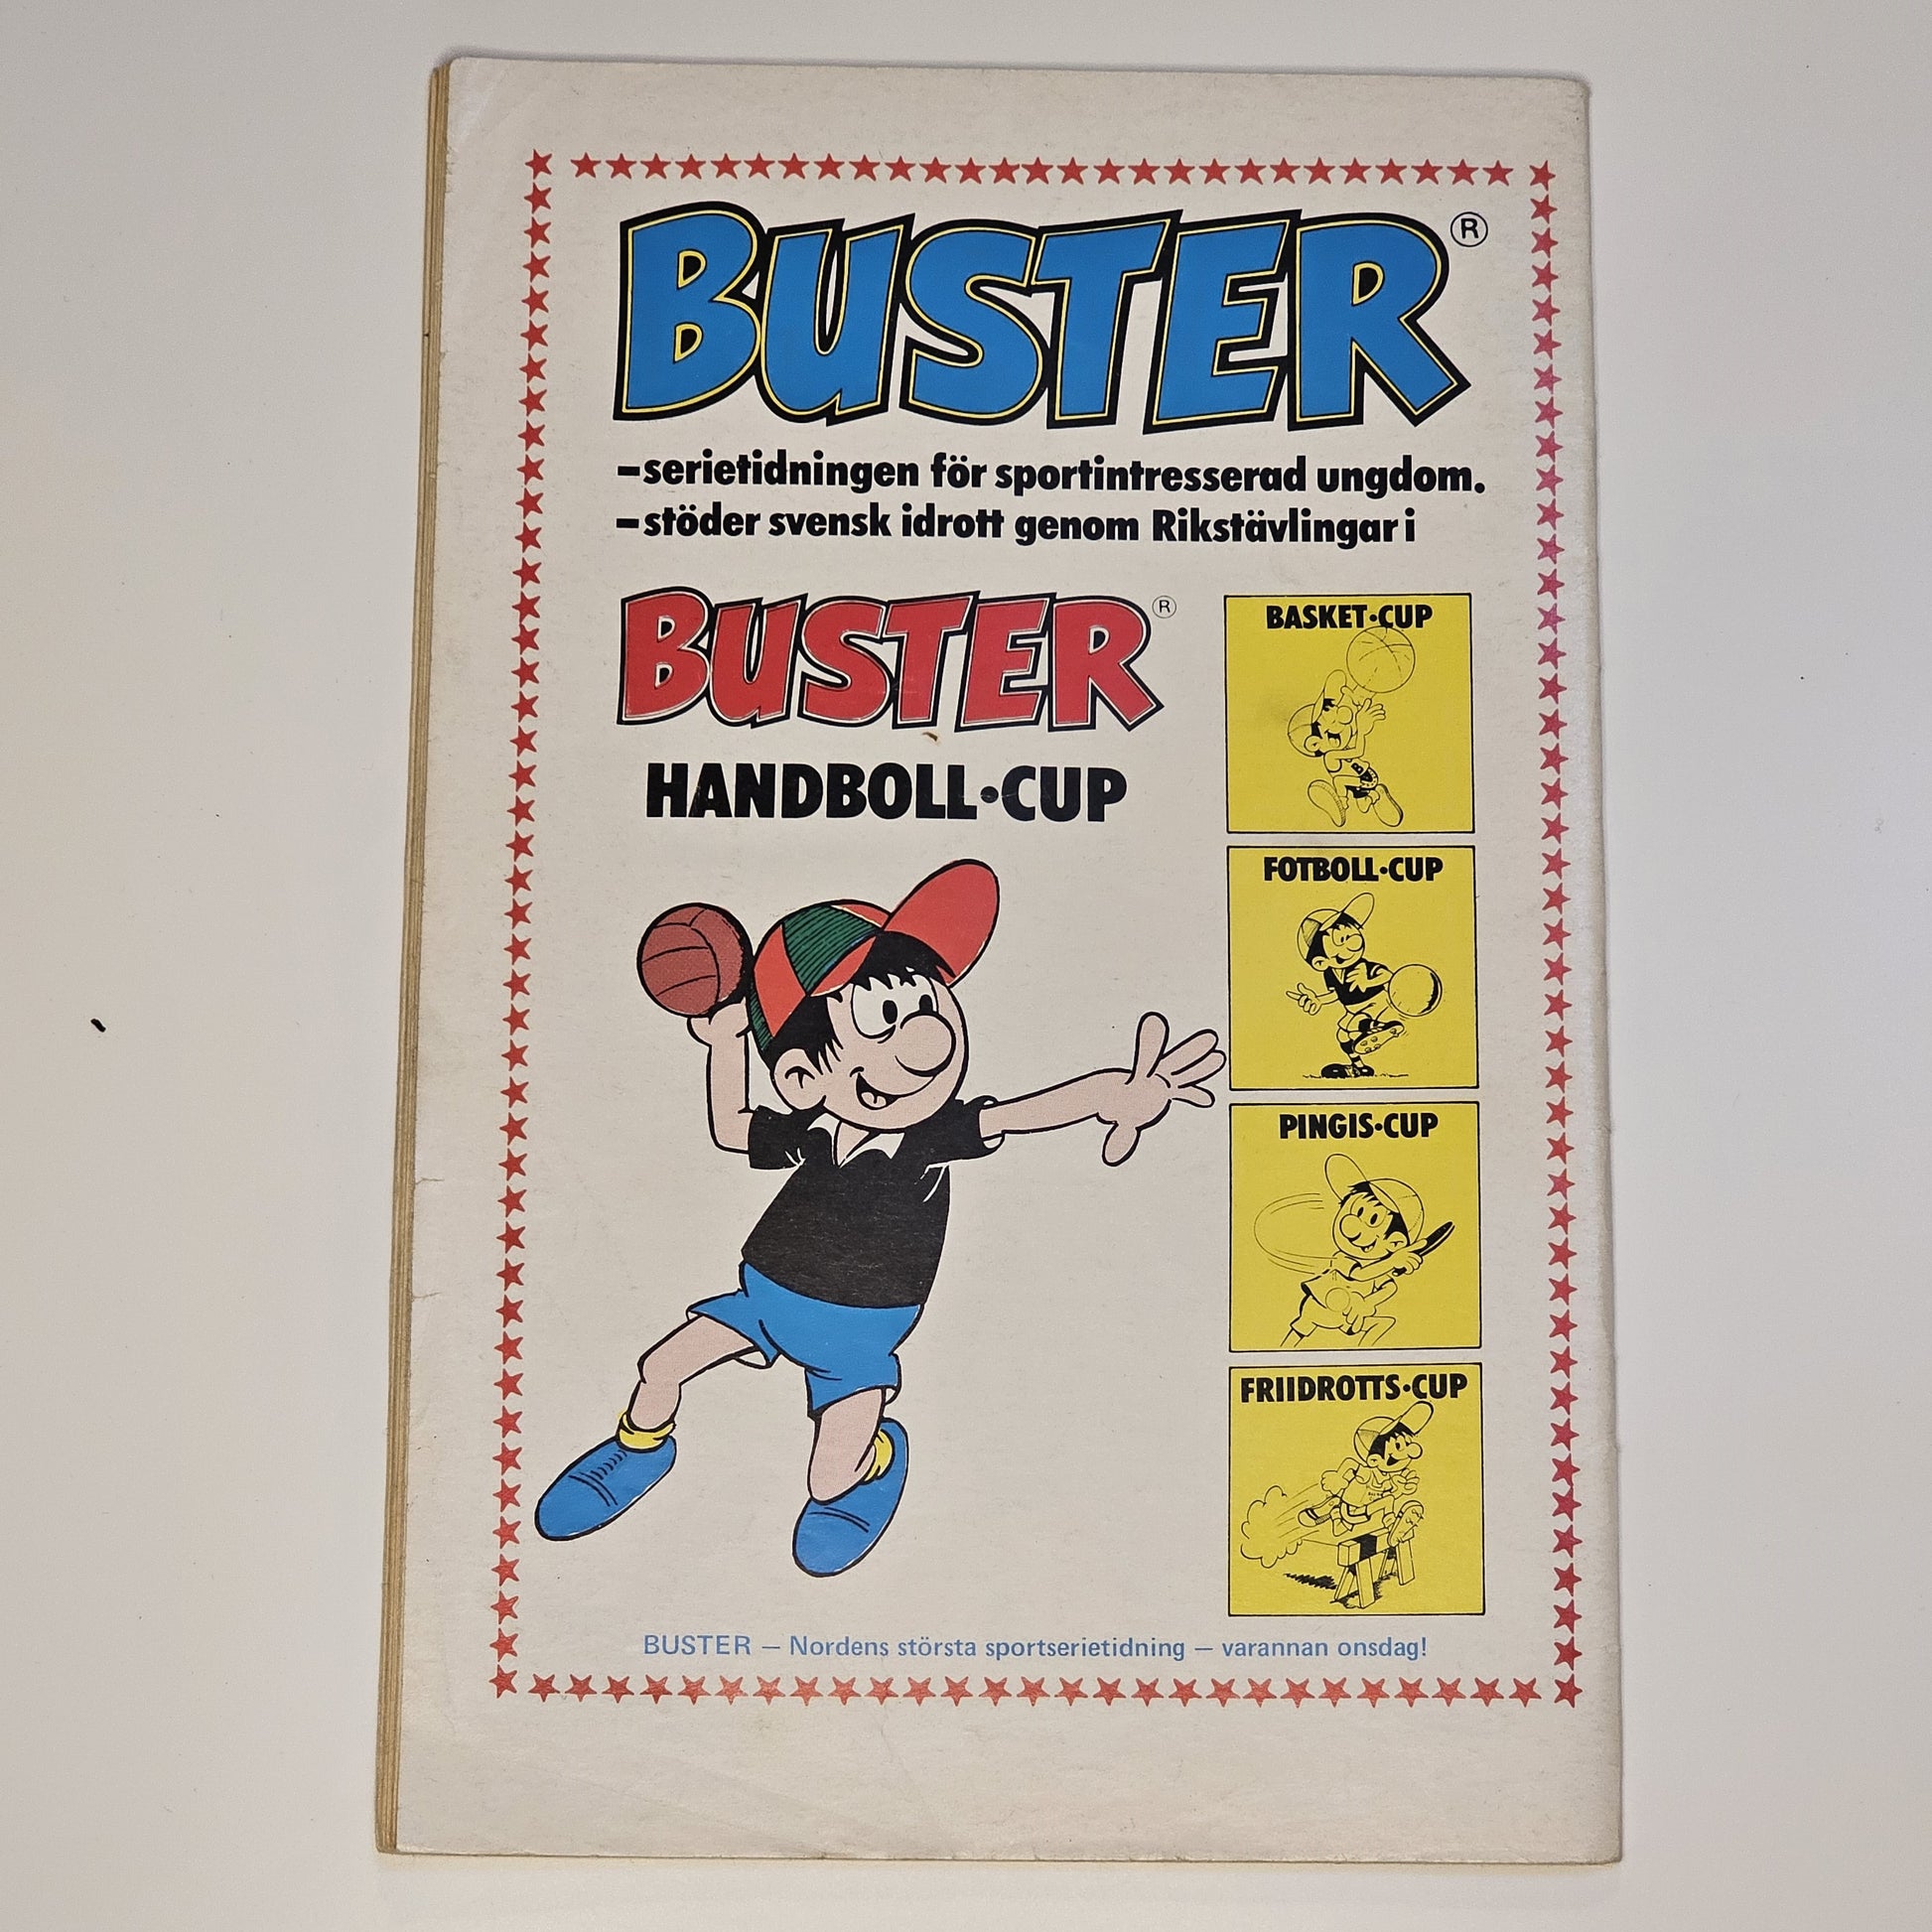 BUSTER®
–serietidningen för sportintresserad ungdom.
–stöder svensk idrott genom Rikstävlingar i
BUSTER®
HANDBOLL·CUP
BASKET·CUP
FOTBOLL·CUP
PINGIS·CUP
FRIIDROTTS·CUP
BUSTER – Nordens största sportserietidning – varannan onsdag!